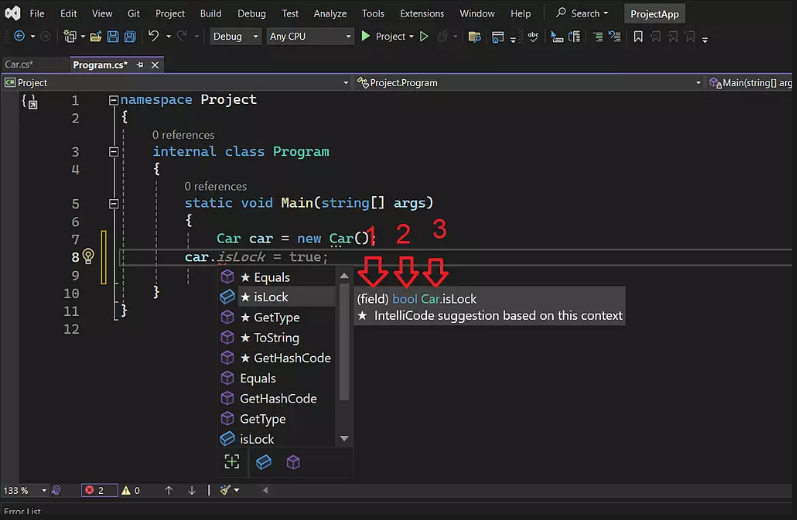 File Edit View Git Project Build Debug Test Analyze Tools Extensions Window Help Search ProjectApp
Debug Any CPU Project
Car.cs* Program.cs*
Project Project.Program Main(string[] arg
1 namespace Project
2 {
0 references
3 internal class Program
4 {
0 references
5 static void Main(string[] args)
6 {
1 2 3
7 Car car = new Car();
8 car.isLock = true;
9
★ Equals
10 }
★ isLock
(field) bool Car.isLock
11 }
★ GetType
★ IntelliCode suggestion based on this context
12
★ ToString
★ GetHashCode
Equals
GetHashCode
GetType
isLock
133 % 2 0
Error List